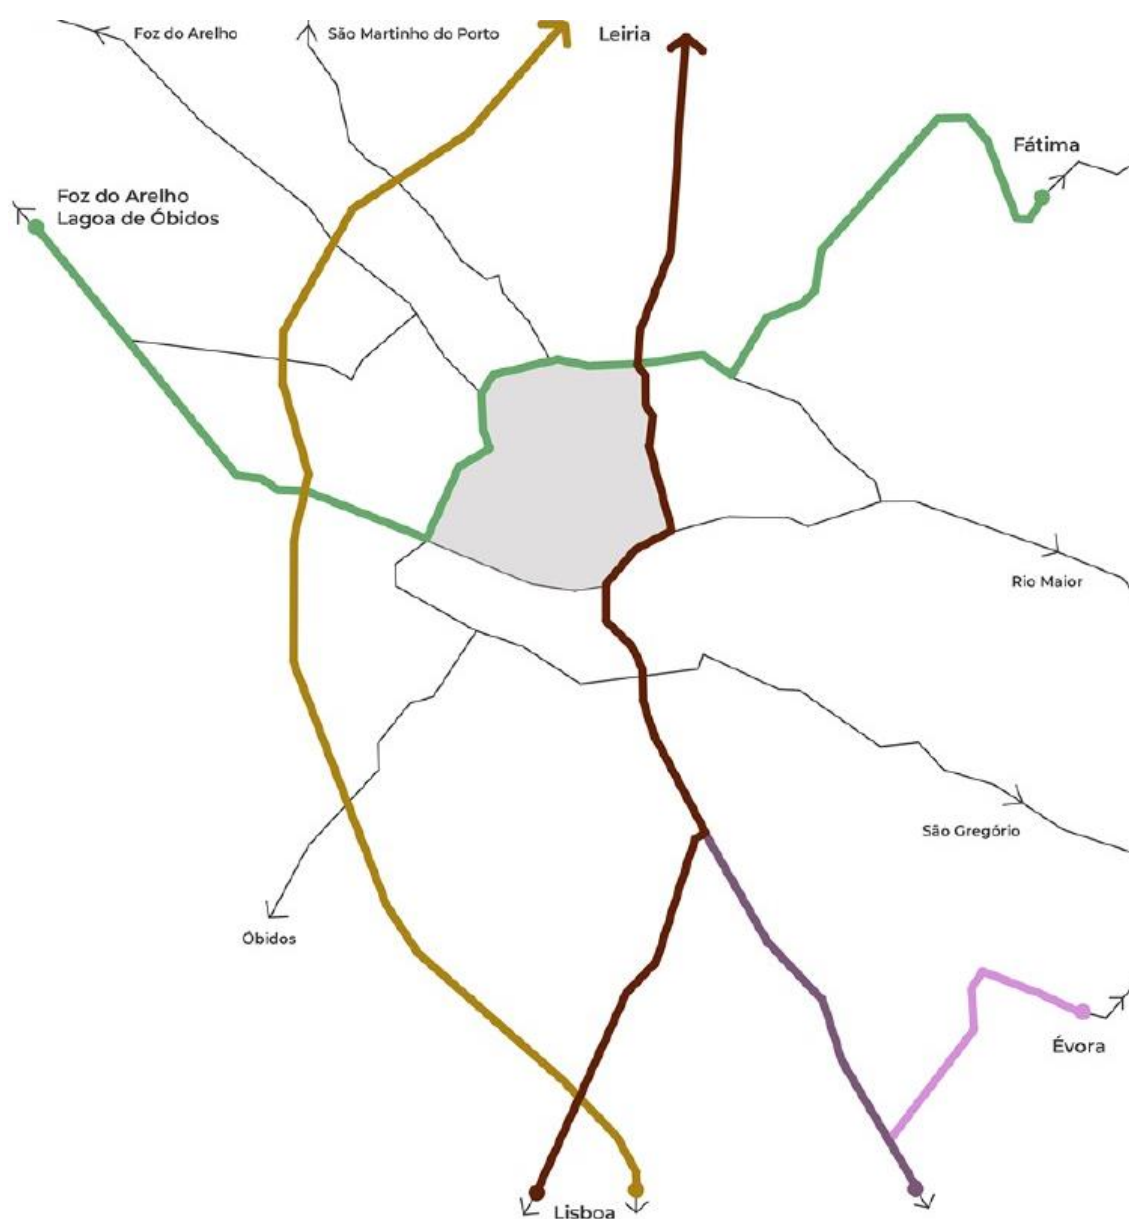 Foz do Arelho
São Martinho do Porto
Leiria
Fátima
Foz do Arelho
Lagoa de Óbidos
Rio Maior
São Gregório
Óbidos
Évora
Lisboa